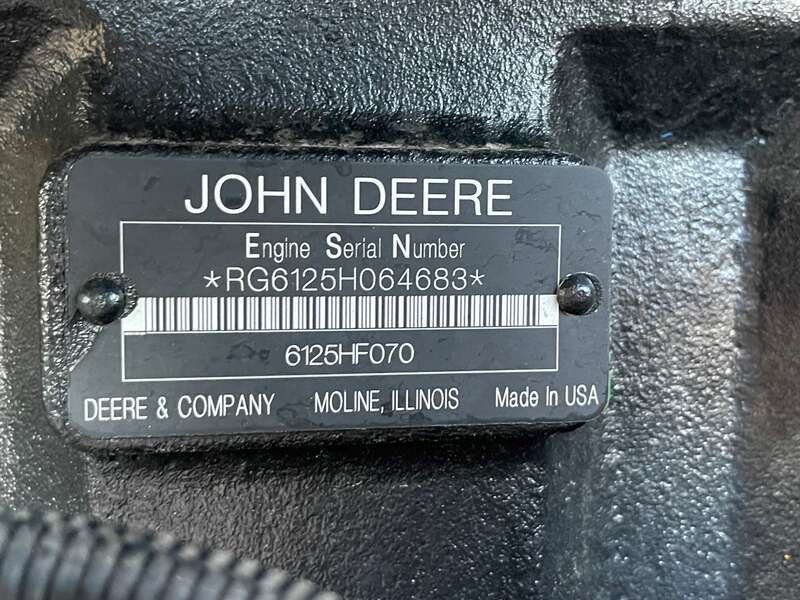 JOHN DEERE
Engine Serial Number
*RG6125H064683*
6125HF070
DEERE & COMPANY MOLINE, ILLINOIS Made In USA